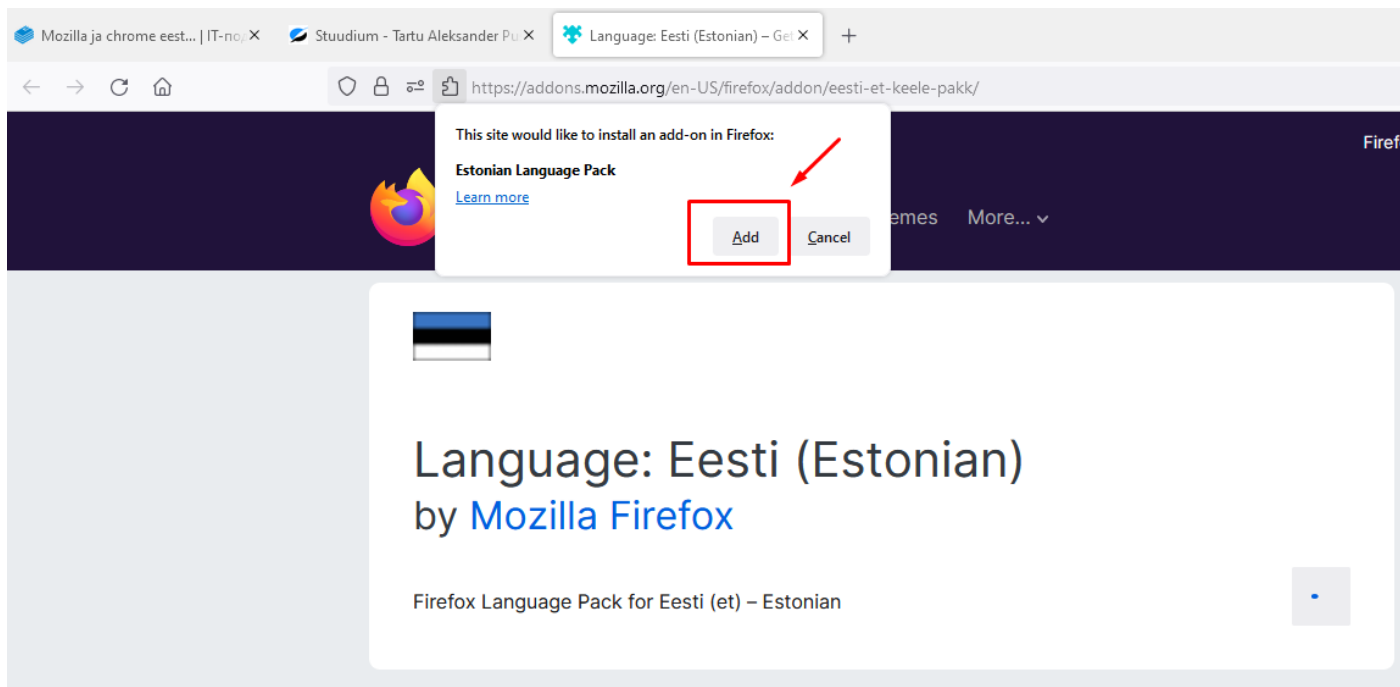 Mozilla ja chrome eest... | IT-по
Stuudium - Tartu Aleksander Pu
Language: Eesti (Estonian) – Get
https://addons.mozilla.org/en-US/firefox/addon/eesti-et-keele-pakk/
This site would like to install an add-on in Firefox:
Estonian Language Pack
Learn more
Add
Cancel
Firef
emes
More...
Language: Eesti (Estonian)
by Mozilla Firefox
Firefox Language Pack for Eesti (et) – Estonian